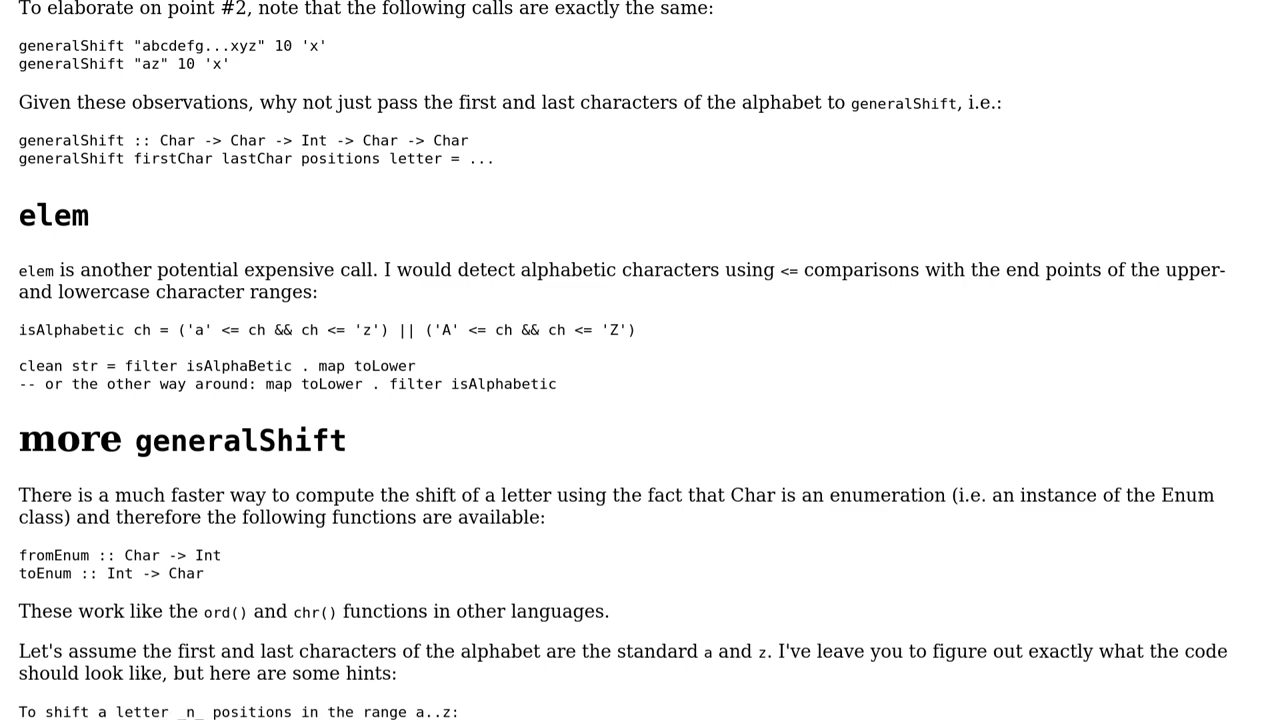 To elaborate on point #2, note that the following calls are exactly the same:
generalShift "abcdefg...xyz" 10 'x'
generalShift "az" 10 'x'
Given these observations, why not just pass the first and last characters of the alphabet to generalShift, i.e.:
generalShift :: Char -> Char -> Int -> Char -> Char
generalShift firstChar lastChar positions letter = ...
elem
elem is another potential expensive call. I would detect alphabetic characters using <= comparisons with the end points of the upper-
and lowercase character ranges:
isAlphabetic ch = ('a' <= ch && ch <= 'z') || ('A' <= ch && ch <= 'Z')
clean str = filter isAlphaBetic . map toLower
-- or the other way around: map toLower . filter isAlphabetic
more generalShift
There is a much faster way to compute the shift of a letter using the fact that Char is an enumeration (i.e. an instance of the Enum
class) and therefore the following functions are available:
fromEnum :: Char -> Int
toEnum :: Int -> Char
These work like the ord() and chr() functions in other languages.
Let's assume the first and last characters of the alphabet are the standard a and z. I've leave you to figure out exactly what the code
should look like, but here are some hints:
To shift a letter _n_ positions in the range a..z: